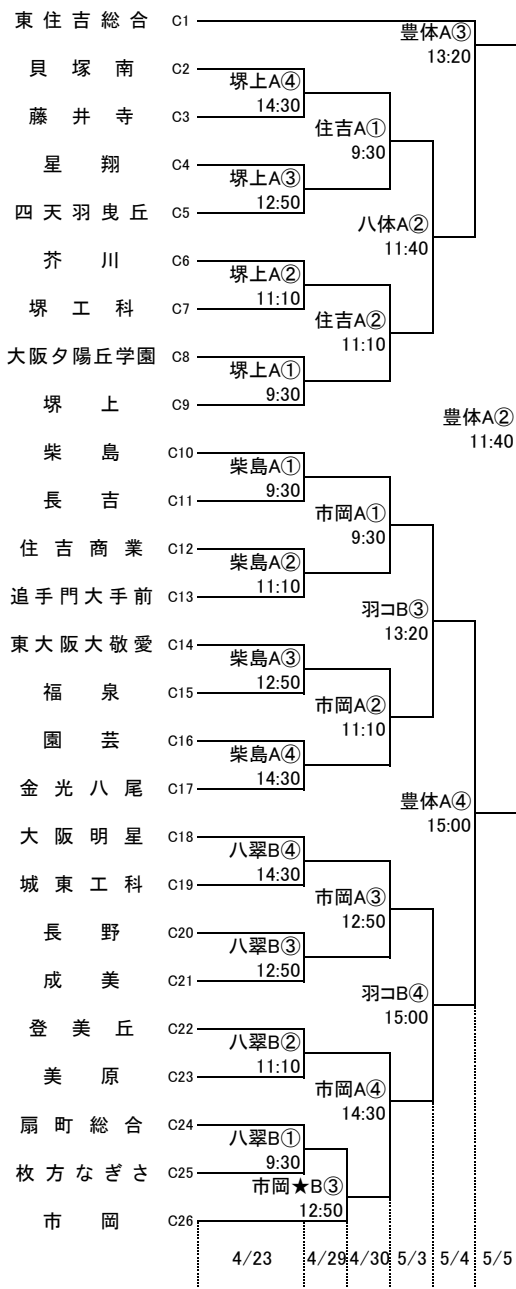 東住吉総合 C1
豊体A③
13:20
貝塚南 C2
堺上A④
14:30
藤井寺 C3
住吉A①
9:30
星翔 C4
堺上A③
12:50
四天羽曳丘 C5
八体A②
11:40
芥川 C6
堺上A②
11:10
堺工科 C7
住吉A②
11:10
大阪夕陽丘学園 C8
堺上A①
9:30
堺上 C9
豊体A②
11:40
柴島 C10
柴島A①
9:30
長吉 C11
市岡A①
9:30
住吉商業 C12
柴島A②
11:10
追手門大手前 C13
羽コB③
13:20
東大阪大敬愛 C14
柴島A③
12:50
福泉 C15
市岡A②
11:10
園芸 C16
柴島A④
14:30
金光八尾 C17
豊体A④
15:00
大阪明星 C18
八翠B④
14:30
城東工科 C19
市岡A③
12:50
長野 C20
八翠B③
12:50
成美 C21
羽コB④
15:00
登美丘 C22
八翠B②
11:10
美原 C23
市岡A④
14:30
扇町総合 C24
八翠B①
9:30
枚方なぎさ C25
市岡★B③
12:50
市岡 C26
4/23 4/29 4/30 5/3 5/4 5/5